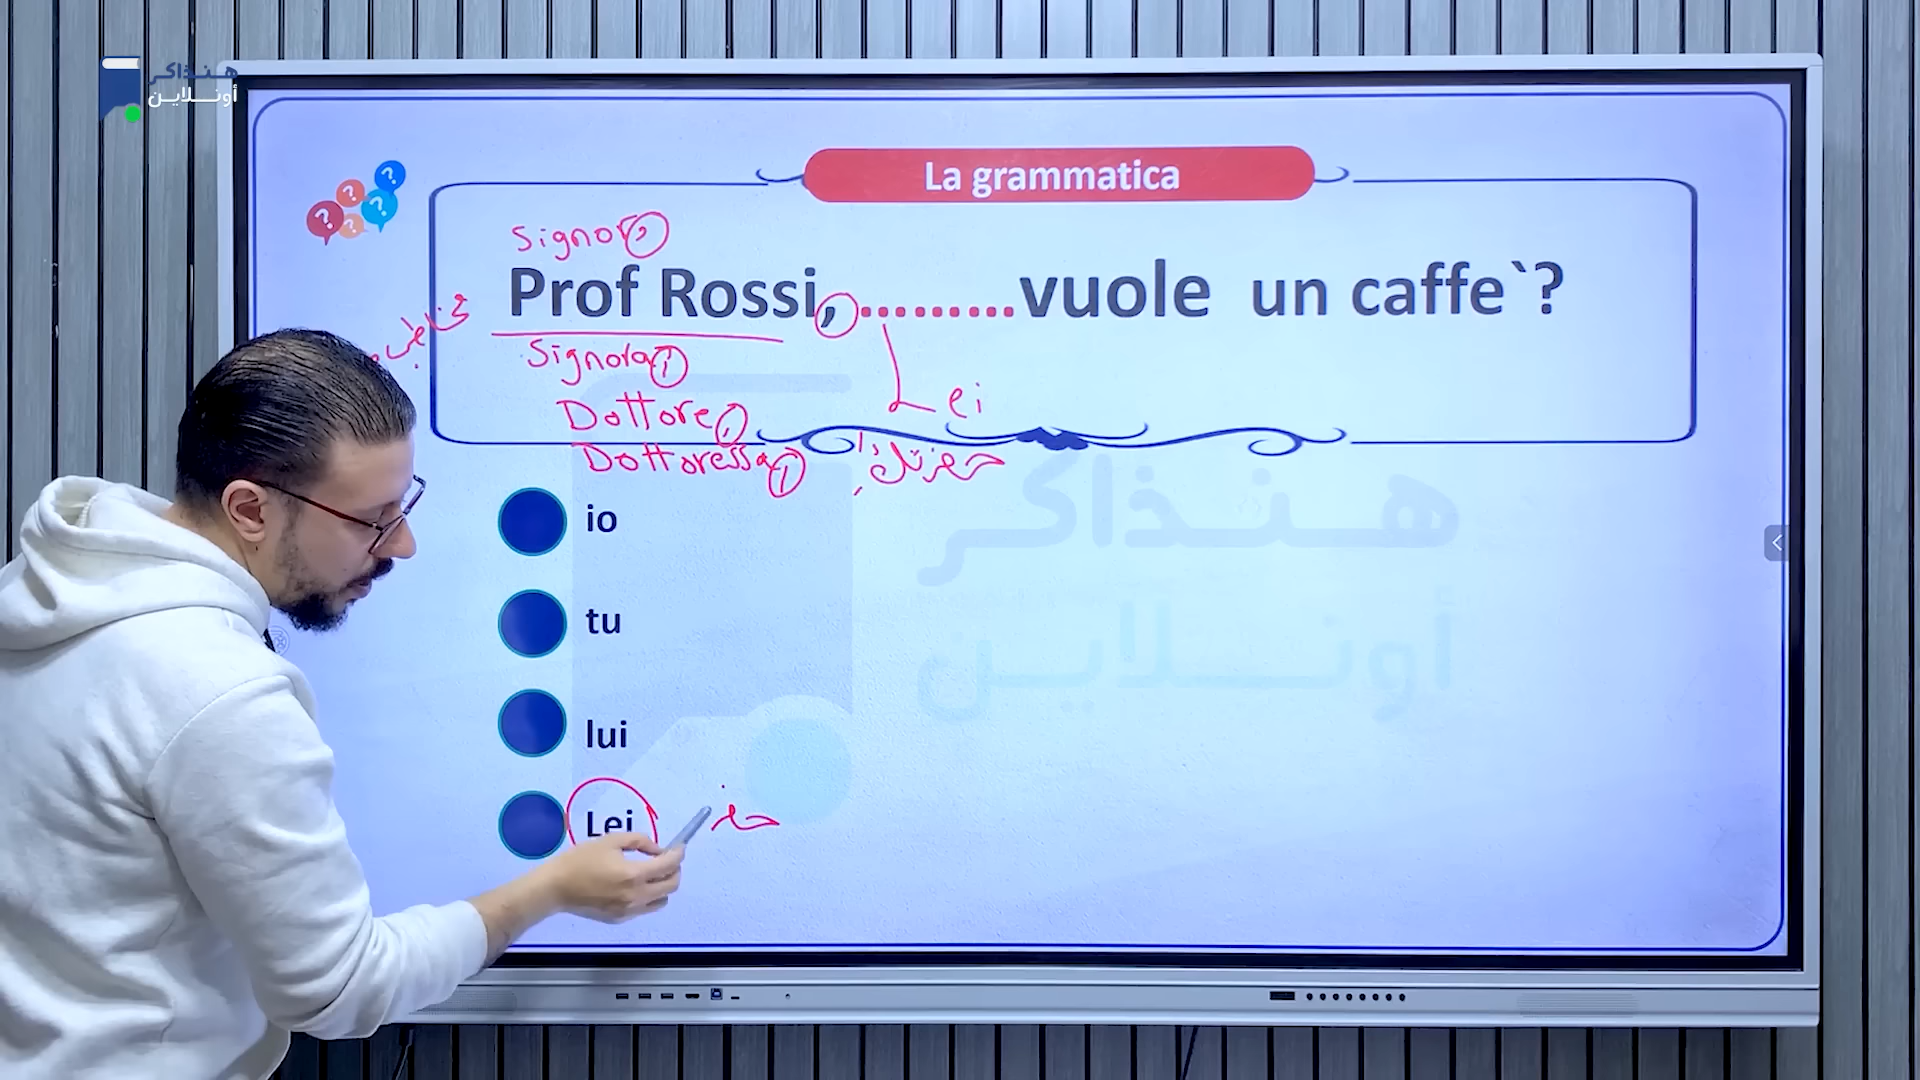 هنذاكر
أونلاين
La grammatica
Signor,
Prof Rossi, .......... vuole un caffe`?
Signora,
Lei
Dottore,
Dottoressa,
حضرتك
io
tu
lui
Lei
هنذاكر
أونلاين